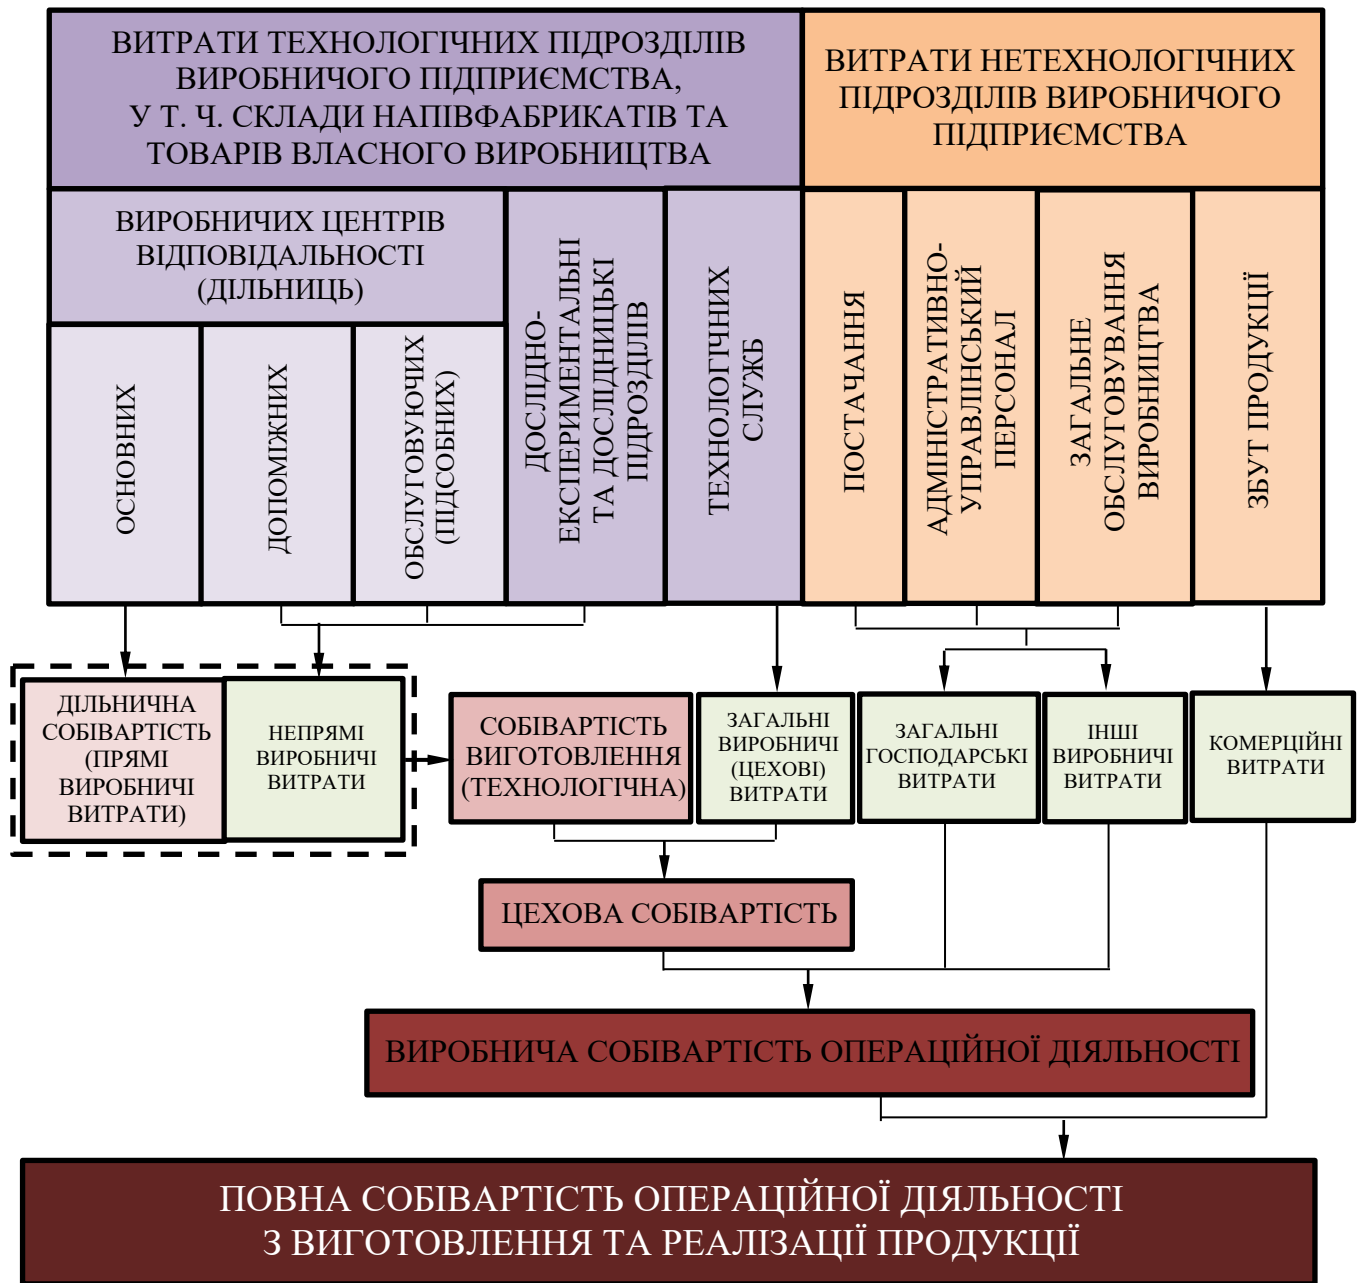 ВИТРАТИ ТЕХНОЛОГІЧНИХ ПІДРОЗДІЛІВ
ВИРОБНИЧОГО ПІДПРИЄМСТВА,
У Т. Ч. СКЛАДИ НАПІВФАБРИКАТІВ ТА
ТОВАРІВ ВЛАСНОГО ВИРОБНИЦТВА
ВИТРАТИ НЕТЕХНОЛОГІЧНИХ
ПІДРОЗДІЛІВ ВИРОБНИЧОГО
ПІДПРИЄМСТВА
ВИРОБНИЧИХ ЦЕНТРІВ
ВІДПОВІДАЛЬНОСТІ
(ДІЛЬНИЦЬ)
ОСНОВНИХ
ДОПОМІЖНИХ
ОБСЛУГОВУЮЧИХ
(ПІДСОБНИХ)
ДОСЛІДНО-
ЕКСПЕРИМЕНТАЛЬНІ
ТА ДОСЛІДНИЦЬКІ
ПІДРОЗДІЛІВ
ТЕХНОЛОГІЧНИХ
СЛУЖБ
ПОСТАЧАННЯ
АДМІНІСТРАТИВНО-
УПРАВЛІНСЬКИЙ
ПЕРСОНАЛ
ЗАГАЛЬНЕ
ОБСЛУГОВУВАННЯ
ВИРОБНИЦТВА
ЗБУТ ПРОДУКЦІЇ
ДІЛЬНИЧНА
СОБІВАРТІСТЬ
(ПРЯМІ
ВИРОБНИЧІ
ВИТРАТИ)
НЕПРЯМІ
ВИРОБНИЧІ
ВИТРАТИ
СОБІВАРТІСТЬ
ВИГОТОВЛЕННЯ
(ТЕХНОЛОГІЧНА)
ЗАГАЛЬНІ
ВИРОБНИЧІ
(ЦЕХОВІ)
ВИТРАТИ
ЗАГАЛЬНІ
ГОСПОДАРСЬКІ
ВИТРАТИ
ІНШІ
ВИРОБНИЧІ
ВИТРАТИ
КОМЕРЦІЙНІ
ВИТРАТИ
ЦЕХОВА СОБІВАРТІСТЬ
ВИРОБНИЧА СОБІВАРТІСТЬ ОПЕРАЦІЙНОЇ ДІЯЛЬНОСТІ
ПОВНА СОБІВАРТІСТЬ ОПЕРАЦІЙНОЇ ДІЯЛЬНОСТІ
З ВИГОТОВЛЕННЯ ТА РЕАЛІЗАЦІЇ ПРОДУКЦІЇ